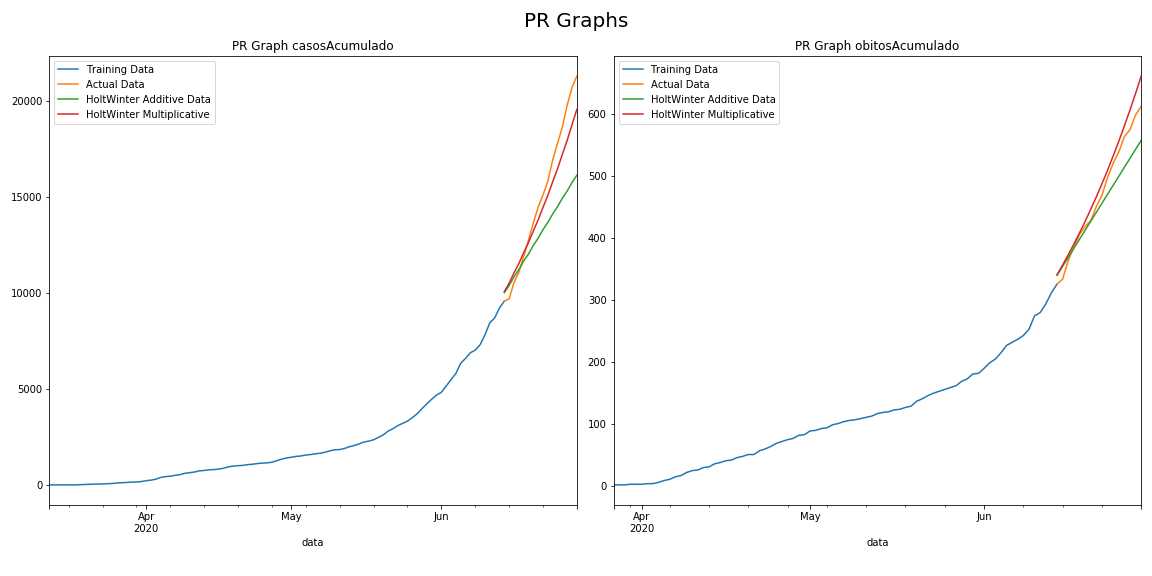 PR Graphs
PR Graph casosAcumulado
Training Data
Actual Data
HoltWinter Additive Data
HoltWinter Multiplicative
20000
15000
10000
5000
0
Apr
2020
May
Jun
data
PR Graph obitosAcumulado
Training Data
Actual Data
HoltWinter Additive Data
HoltWinter Multiplicative
600
500
400
300
200
100
0
Apr
2020
May
Jun
data